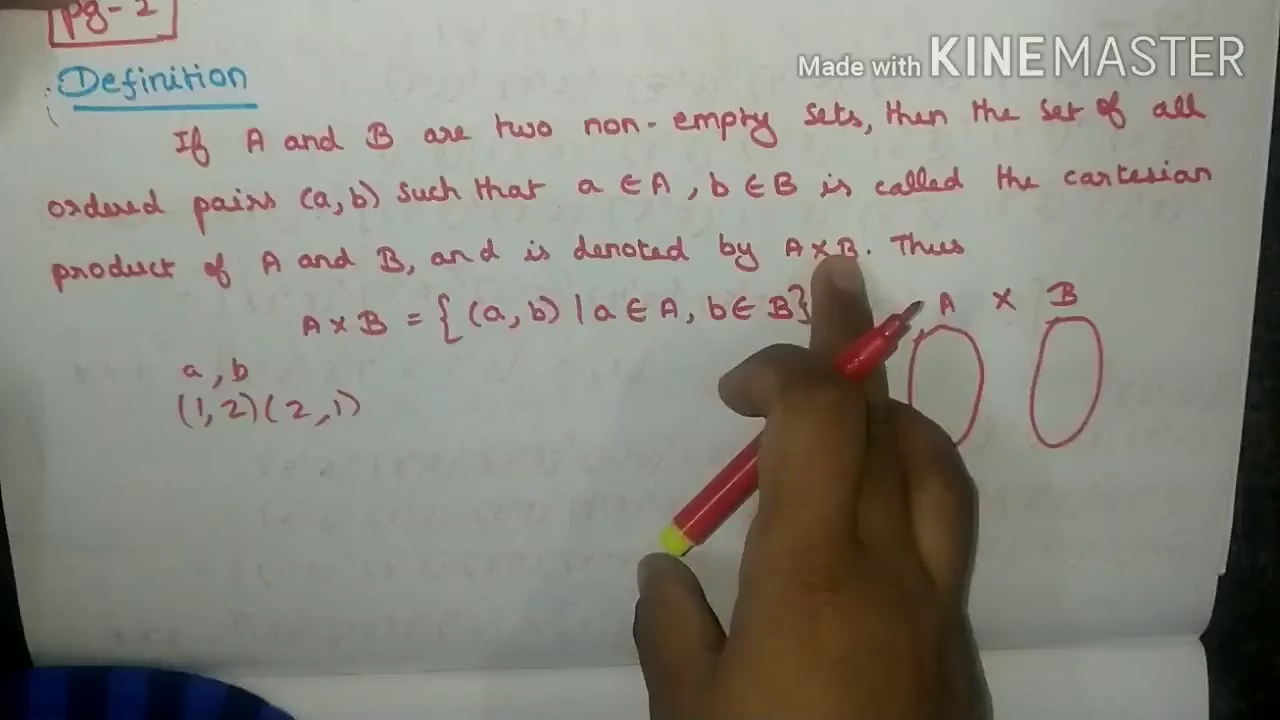 pg-2
Made with KINEMASTER
Definition
If A and B are two non-empty sets, then the set of all
ordered pairs (a, b) such that a ∈ A, b ∈ B is called the cartesian
product of A and B, and is denoted by A × B. Thus
A × B = {(a, b) | a ∈ A, b ∈ B}
A × B
a, b
(1, 2) (2, 1)